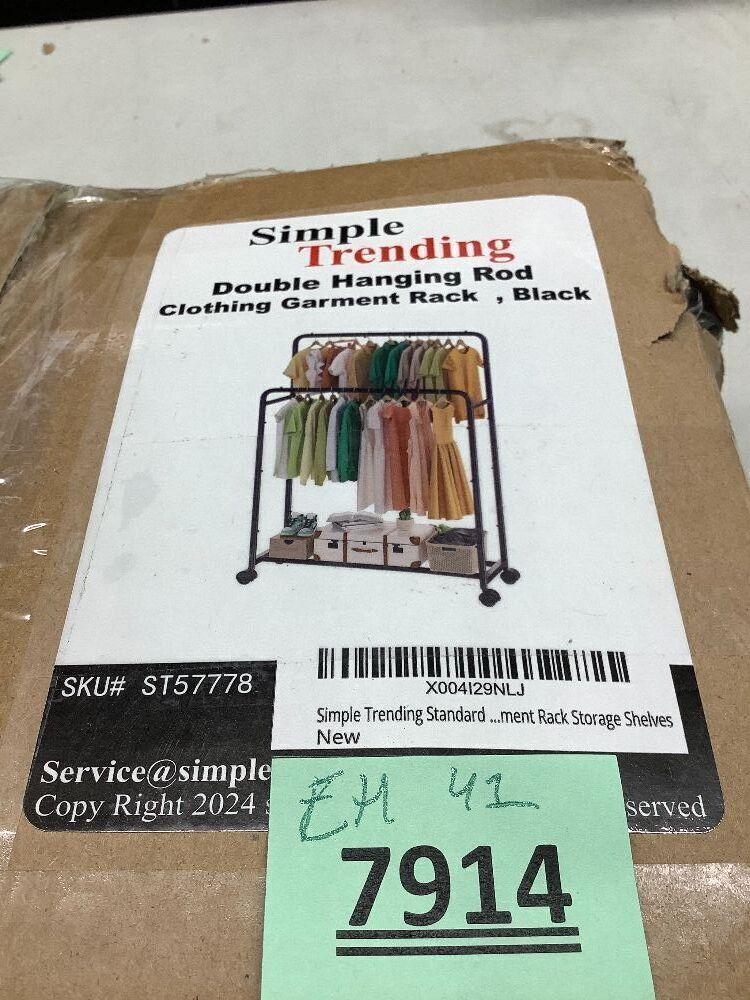 Simple
Trending
Double Hanging Rod
Clothing Garment Rack , Black
SKU# ST57778
X004I29NLJ
Simple Trending Standard ...ment Rack Storage Shelves
New
Service@simple
Copy Right 2024 served
EH 41
7914